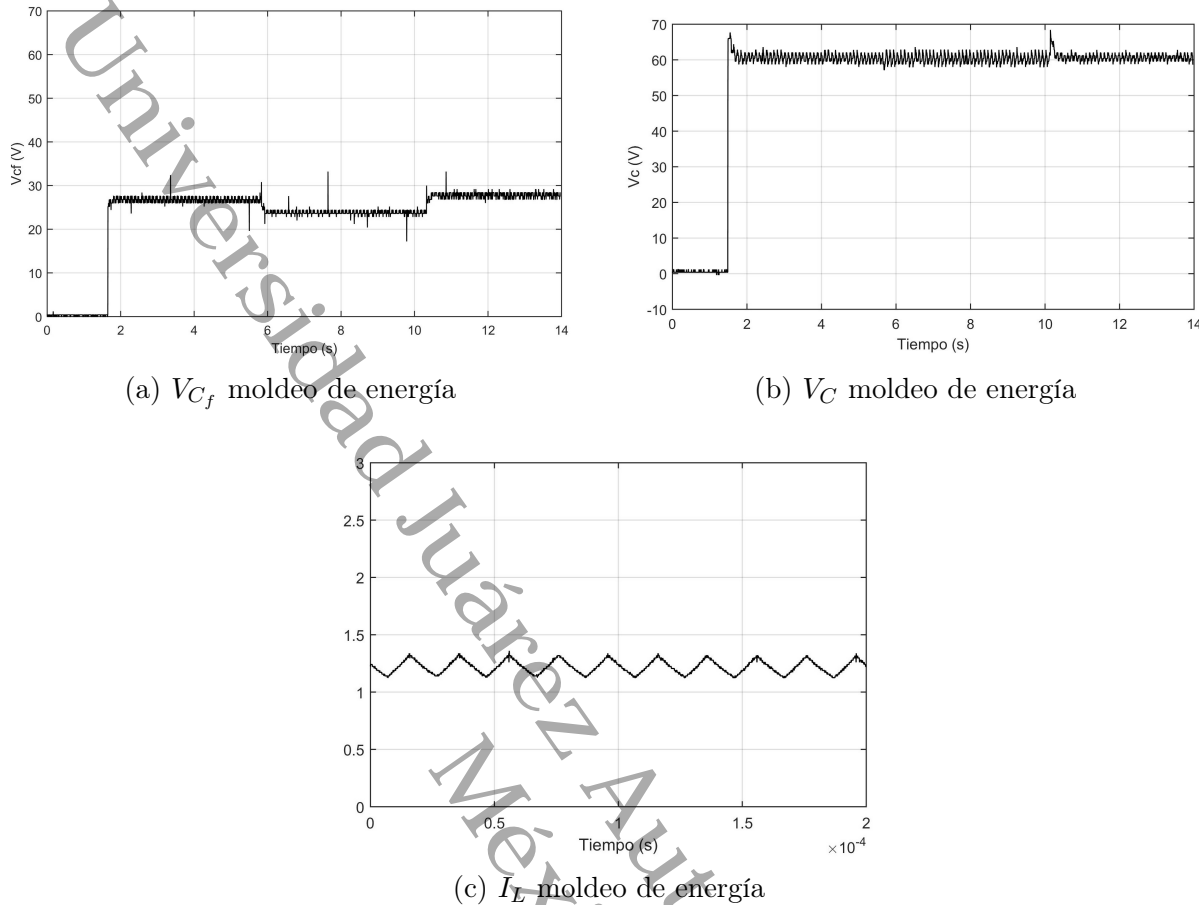 70
60
50
40
30
20
10
0
Vcf (V)
0 2 4 6 8 10 12 14
Tiempo (s)
(a) V_{C_f} moldeo de energía
70
60
50
40
30
20
10
0
-10
Vc (V)
0 2 4 6 8 10 12 14
Tiempo (s)
(b) V_C moldeo de energía
3
2.5
2
1.5
1
0.5
0
0 0.5 1 1.5 2
Tiempo (s)
×10^{-4}
(c) I_L moldeo de energía
Universidad Juárez Aut
Méx